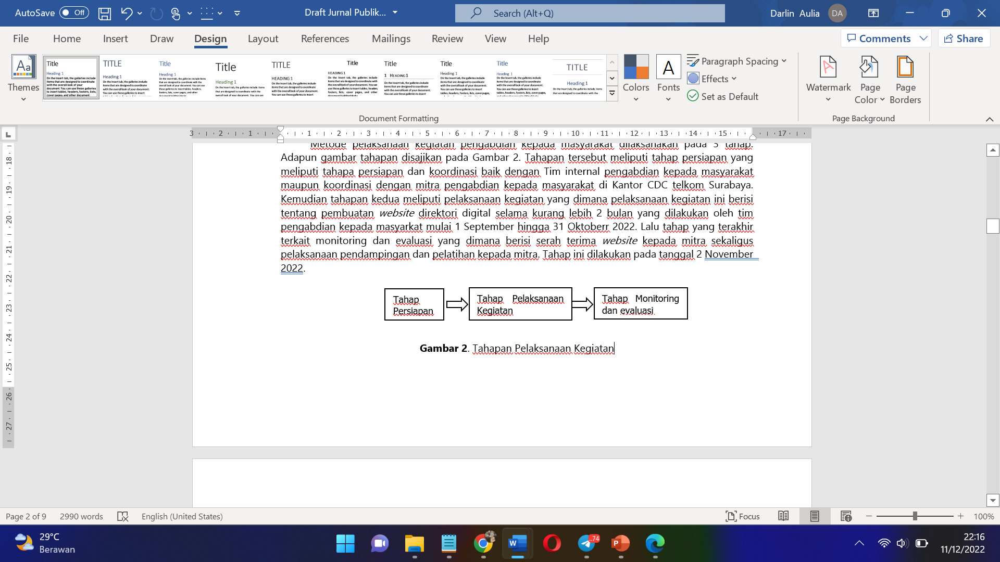 AutoSave Off Draft Jurnal Publik... Search (Alt+Q) Darlin Aulia DA
File Home Insert Draw Design Layout References Mailings Review View Help Comments Share
Themes
Title
Heading 1
TITLE
Heading 1
Title
Heading 1
Title
Heading 1
TITLE
HEADING 1
Title
HEADING 1
Title
1 HEADING 1
Title
Heading 1
Title
Heading 1
TITLE
Heading 1
Colors Fonts
Paragraph Spacing
Effects
Set as Default
Watermark
Page Color
Page Borders
Document Formatting Page Background
3 2 1 1 2 3 4 5 6 7 8 9 10 11 12 13 14 15 17
18
19
20
21
22
23
24
25
26
27
Metode pelaksanaan kegiatan pengabdian kepada masyarakat dilaksanakan pada 3 tahap.
Adapun gambar tahapan disajikan pada Gambar 2. Tahapan tersebut meliputi tahap persiapan yang
meliputi tahapa persiapan dan koordinasi baik dengan Tim internal pengabdian kepada masyarakat
maupun koordinasi dengan mitra pengabdian kepada masyarakat di Kantor CDC telkom Surabaya.
Kemudian tahapan kedua meliputi pelaksanaan kegiatan yang dimana pelaksanaan kegiatan ini berisi
tentang pembuatan website direktori digital selama kurang lebih 2 bulan yang dilakukan oleh tim
pengabdian kepada masyarkat mulai 1 September hingga 31 Oktoberr 2022. Lalu tahap yang terakhir
terkait monitoring dan evaluasi yang dimana berisi serah terima website kepada mitra sekaligus
pelaksanaan pendampingan dan pelatihan kepada mitra. Tahap ini dilakukan pada tanggal 2 November
2022.
Tahap
Persiapan
Tahap Pelaksanaan
Kegiatan
Tahap Monitoring
dan evaluasi
Gambar 2. Tahapan Pelaksanaan Kegiatan
Page 2 of 9 2990 words English (United States) Focus 100%
29°C
Berawan
..74
22:16
11/12/2022